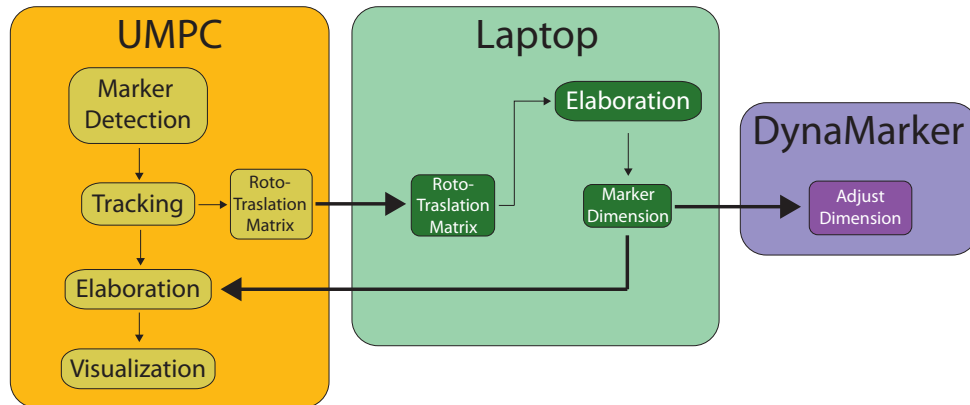 UMPC
Marker
Detection
Tracking
Roto-
Traslation
Matrix
Elaboration
Visualization
Laptop
Elaboration
Roto-
Traslation
Matrix
Marker
Dimension
DynaMarker
Adjust
Dimension